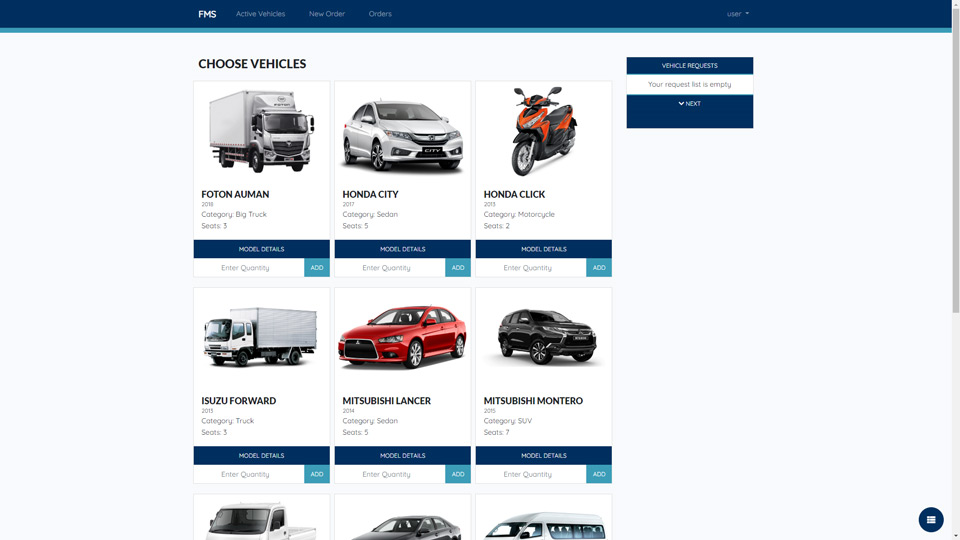 FMS
Active Vehicles
New Order
Orders
user
CHOOSE VEHICLES
FOTON AUMAN
2018
Category: Big Truck
Seats: 3
MODEL DETAILS
Enter Quantity
ADD
HONDA CITY
2017
Category: Sedan
Seats: 5
MODEL DETAILS
Enter Quantity
ADD
HONDA CLICK
2015
Category: Motorcycle
Seats: 2
MODEL DETAILS
Enter Quantity
ADD
ISUZU FORWARD
2013
Category: Truck
Seats: 3
MODEL DETAILS
Enter Quantity
ADD
MITSUBISHI LANCER
2014
Category: Sedan
Seats: 5
MODEL DETAILS
Enter Quantity
ADD
MITSUBISHI MONTERO
2015
Category: SUV
Seats: 7
MODEL DETAILS
Enter Quantity
ADD
VEHICLE REQUESTS
Your request list is empty
NEXT
CITY